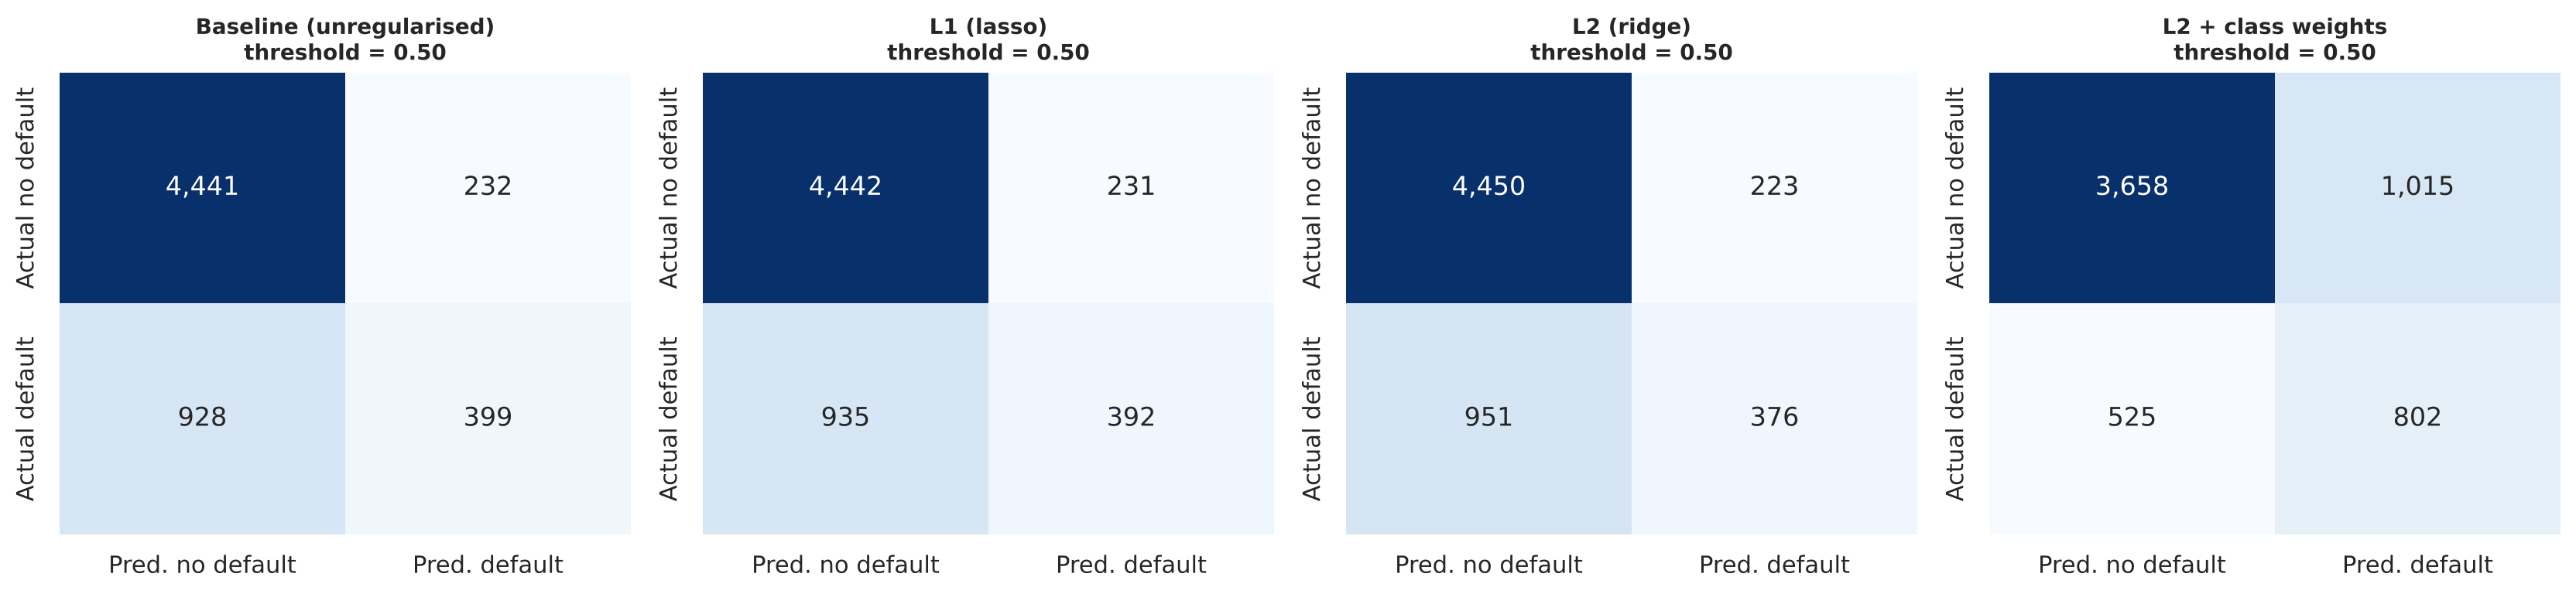 Baseline (unregularised)
threshold = 0.50
Actual no default
Actual default
4,441
232
928
399
Pred. no default
Pred. default
L1 (lasso)
threshold = 0.50
Actual no default
Actual default
4,442
231
935
392
Pred. no default
Pred. default
L2 (ridge)
threshold = 0.50
Actual no default
Actual default
4,450
223
951
376
Pred. no default
Pred. default
L2 + class weights
threshold = 0.50
Actual no default
Actual default
3,658
1,015
525
802
Pred. no default
Pred. default